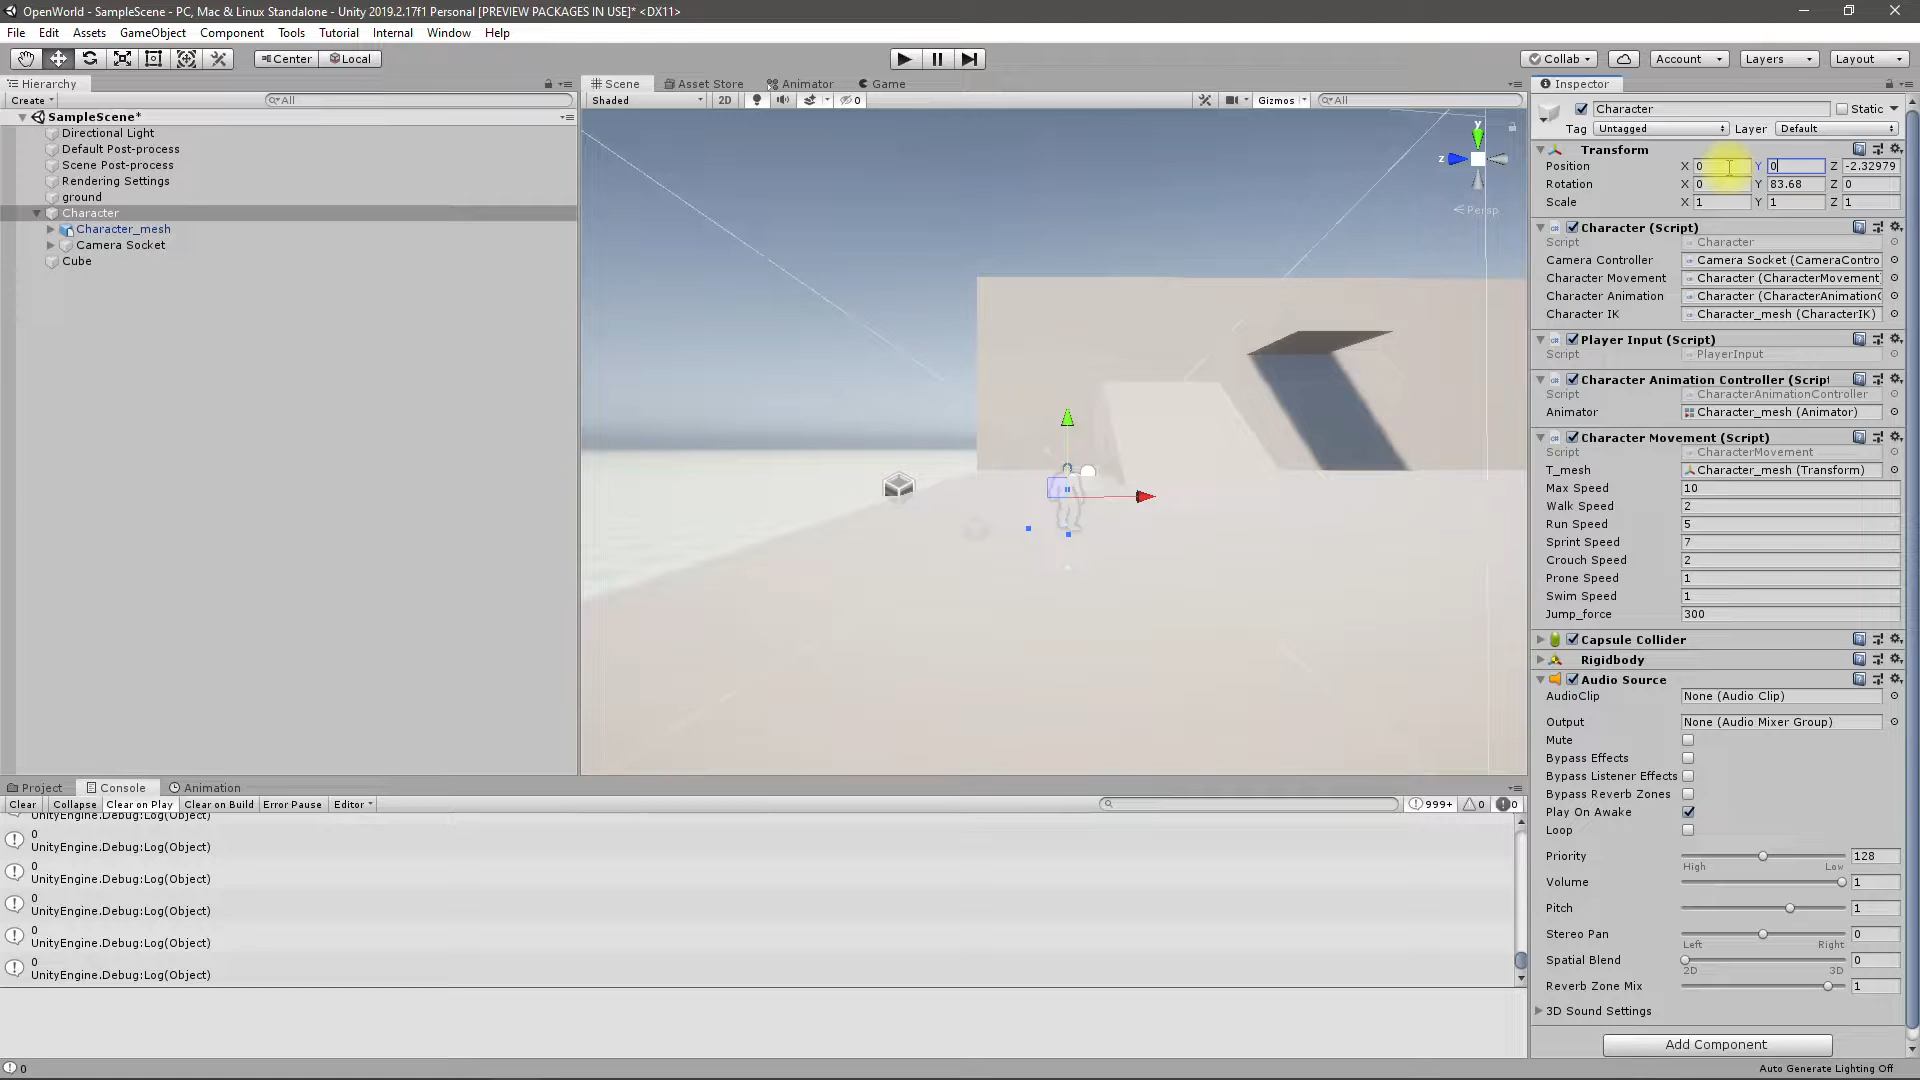 OpenWorld - SampleScene - PC, Mac & Linux Standalone - Unity 2019.2.17f1 Personal [PREVIEW PACKAGES IN USE]* <DX11>
File Edit Assets GameObject Component Tools Tutorial Internal Window Help
Center Local Collab Account Layers Layout
Hierarchy Scene Asset Store Animator Game Inspector
Create All Shaded 2D 0 Gizmos All
SampleScene*
Directional Light
Default Post-process
Scene Post-process
Rendering Settings
ground
Character
Character_mesh
Camera Socket
Cube
y
z
Persp
Character Static
Tag Untagged Layer Default
Transform
Position X 0 Y 0 Z -2.32979
Rotation X 0 Y 83.68 Z 0
Scale X 1 Y 1 Z 1
Character (Script)
Script Character
Camera Controller Camera Socket (CameraContro
Character Movement Character (CharacterMovement
Character Animation Character (CharacterAnimation
Character IK Character_mesh (CharacterIK)
Player Input (Script)
Script PlayerInput
Character Animation Controller (Script
Script CharacterAnimationController
Animator Character_mesh (Animator)
Character Movement (Script)
Script CharacterMovement
T_mesh Character_mesh (Transform)
Max Speed 10
Walk Speed 2
Run Speed 5
Sprint Speed 7
Crouch Speed 2
Prone Speed 1
Swim Speed 1
Jump_force 300
Capsule Collider
Rigidbody
Audio Source
AudioClip None (Audio Clip)
Output None (Audio Mixer Group)
Mute
Bypass Effects
Bypass Listener Effects
Bypass Reverb Zones
Play On Awake
Loop
Priority 128
High Low
Volume 1
Pitch 1
Stereo Pan 0
Left Right
Spatial Blend 0
2D 3D
Reverb Zone Mix 1
3D Sound Settings
Add Component
Project Console Animation
Clear Collapse Clear on Play Clear on Build Error Pause Editor 999+ 0 0
UnityEngine.Debug:Log(Object)
0
UnityEngine.Debug:Log(Object)
0
UnityEngine.Debug:Log(Object)
0
UnityEngine.Debug:Log(Object)
0
UnityEngine.Debug:Log(Object)
0
UnityEngine.Debug:Log(Object)
0
Auto Generate Lighting Off